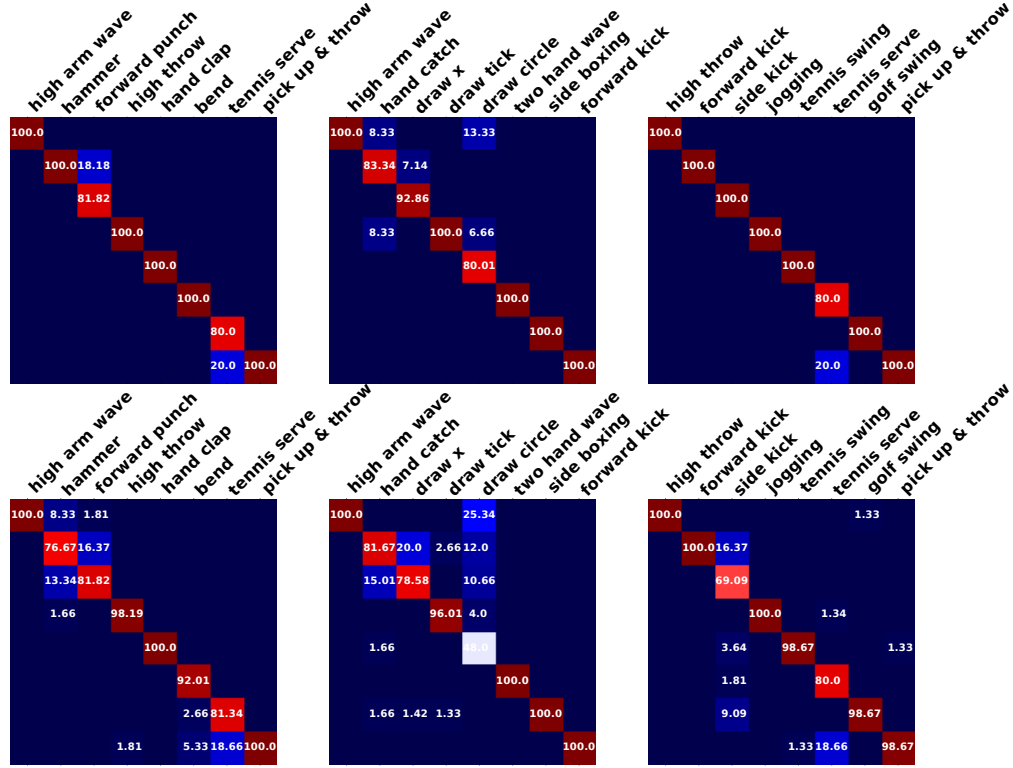 high arm wave
hammer
forward punch
high throw
hand clap
bend
tennis serve
pick up & throw
high arm wave
hand catch
draw x
draw tick
draw circle
two hand wave
side boxing
forward kick
high throw
forward kick
side kick
jogging
tennis swing
tennis serve
golf swing
pick up & throw
100.0 100.0 8.33 13.33 100.0
100.0 18.18 83.34 7.14 100.0
81.82 92.86 100.0
100.0 8.33 100.0 6.66 100.0
100.0 80.01 100.0
100.0 100.0 80.0
80.0 100.0 100.0
20.0 100.0 100.0 20.0 100.0
high arm wave
hammer
forward punch
high throw
hand clap
bend
tennis serve
pick up & throw
high arm wave
hand catch
draw x
draw tick
draw circle
two hand wave
side boxing
forward kick
high throw
forward kick
side kick
jogging
tennis swing
tennis serve
golf swing
pick up & throw
100.0 8.33 1.81 100.0 25.34 100.0 1.33
76.67 16.37 81.67 20.0 2.66 12.0 100.0 16.37
13.34 81.82 15.01 78.58 10.66 69.09
1.66 98.19 96.01 4.0 100.0 1.34
100.0 1.66 48.0 3.64 98.67 1.33
92.01 100.0 1.81 80.0
2.66 81.34 1.66 1.42 1.33 100.0 9.09 98.67
1.81 5.33 18.66 100.0 100.0 1.33 18.66 98.67